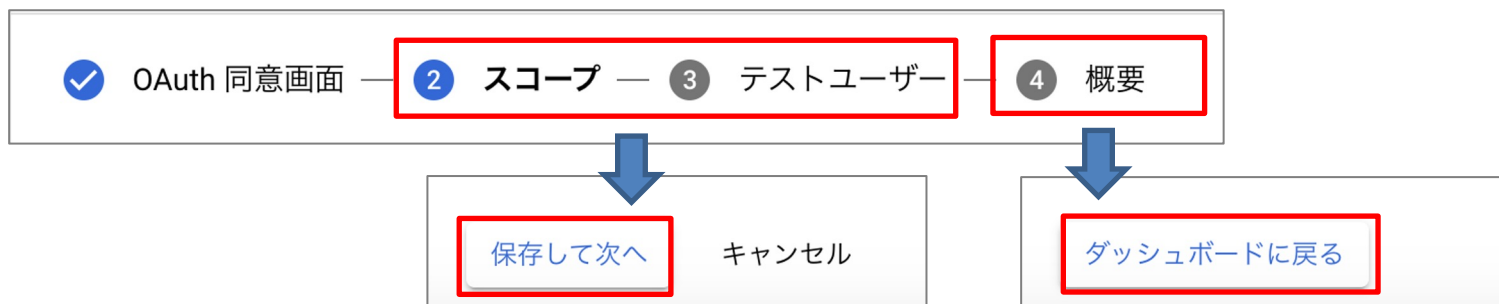 OAuth 同意画面 — 2 スコープ — 3 テストユーザー — 4 概要
保存して次へ キャンセル ダッシュボードに戻る